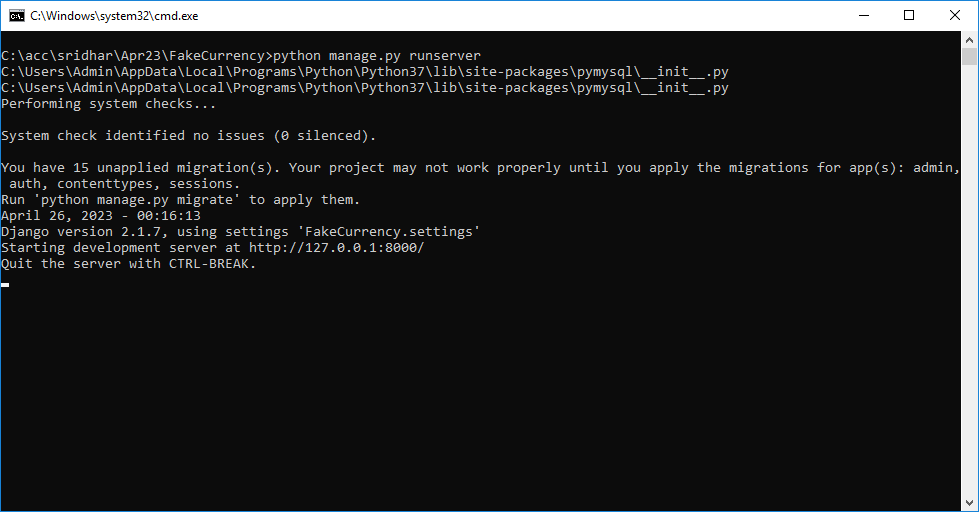 C:\Windows\system32\cmd.exe
C:\acc\sridhar\Apr23\FakeCurrency>python manage.py runserver
C:\Users\Admin\AppData\Local\Programs\Python\Python37\lib\site-packages\pymysql\__init__.py
C:\Users\Admin\AppData\Local\Programs\Python\Python37\lib\site-packages\pymysql\__init__.py
Performing system checks...
System check identified no issues (0 silenced).
You have 15 unapplied migration(s). Your project may not work properly until you apply the migrations for app(s): admin,
 auth, contenttypes, sessions.
Run 'python manage.py migrate' to apply them.
April 26, 2023 - 00:16:13
Django version 2.1.7, using settings 'FakeCurrency.settings'
Starting development server at http://127.0.0.1:8000/
Quit the server with CTRL-BREAK.